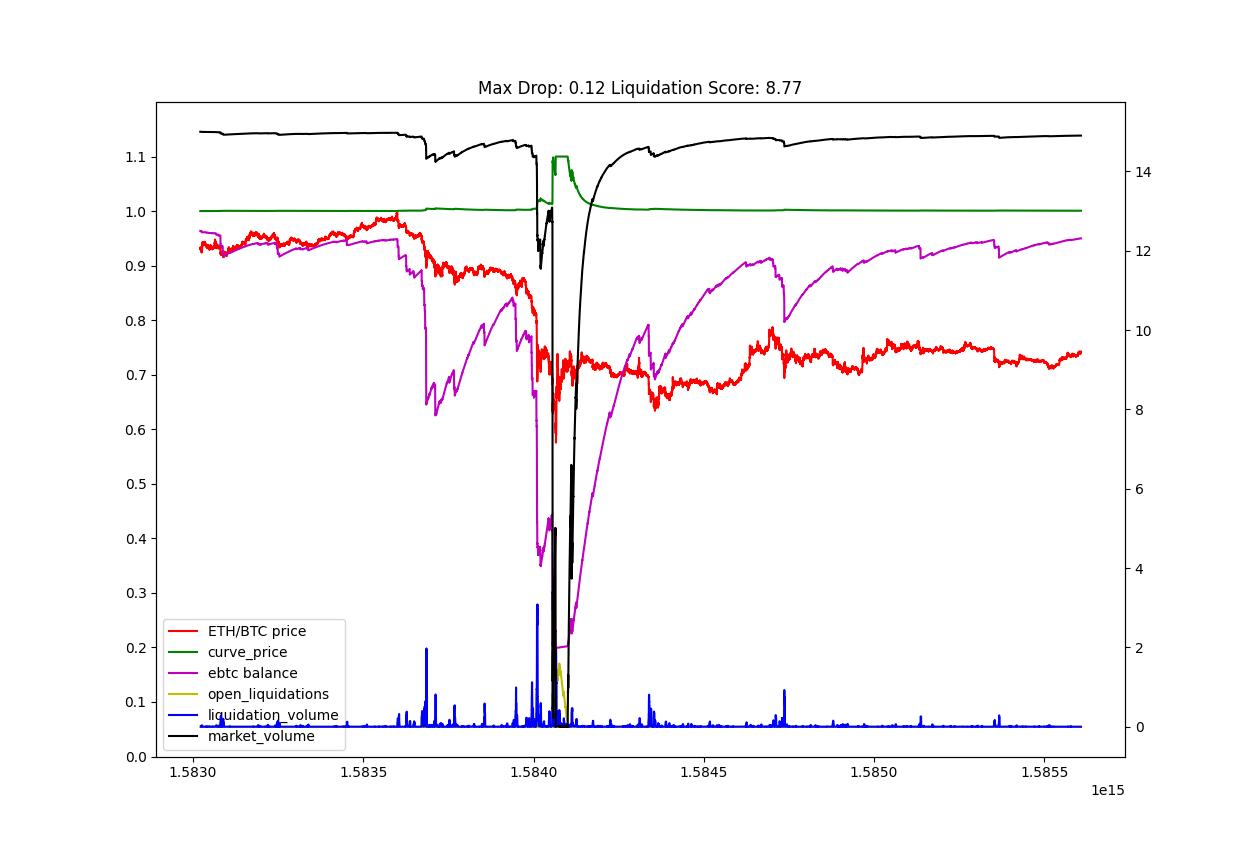 Max Drop: 0.12 Liquidation Score: 8.77
1.1
1.0
0.9
0.8
0.7
0.6
0.5
0.4
0.3
0.2
0.1
0.0
14
12
10
8
6
4
2
0
ETH/BTC price
curve_price
ebtc balance
open_liquidations
liquidation_volume
market_volume
1.5830 1.5835 1.5840 1.5845 1.5850 1.5855
1e15